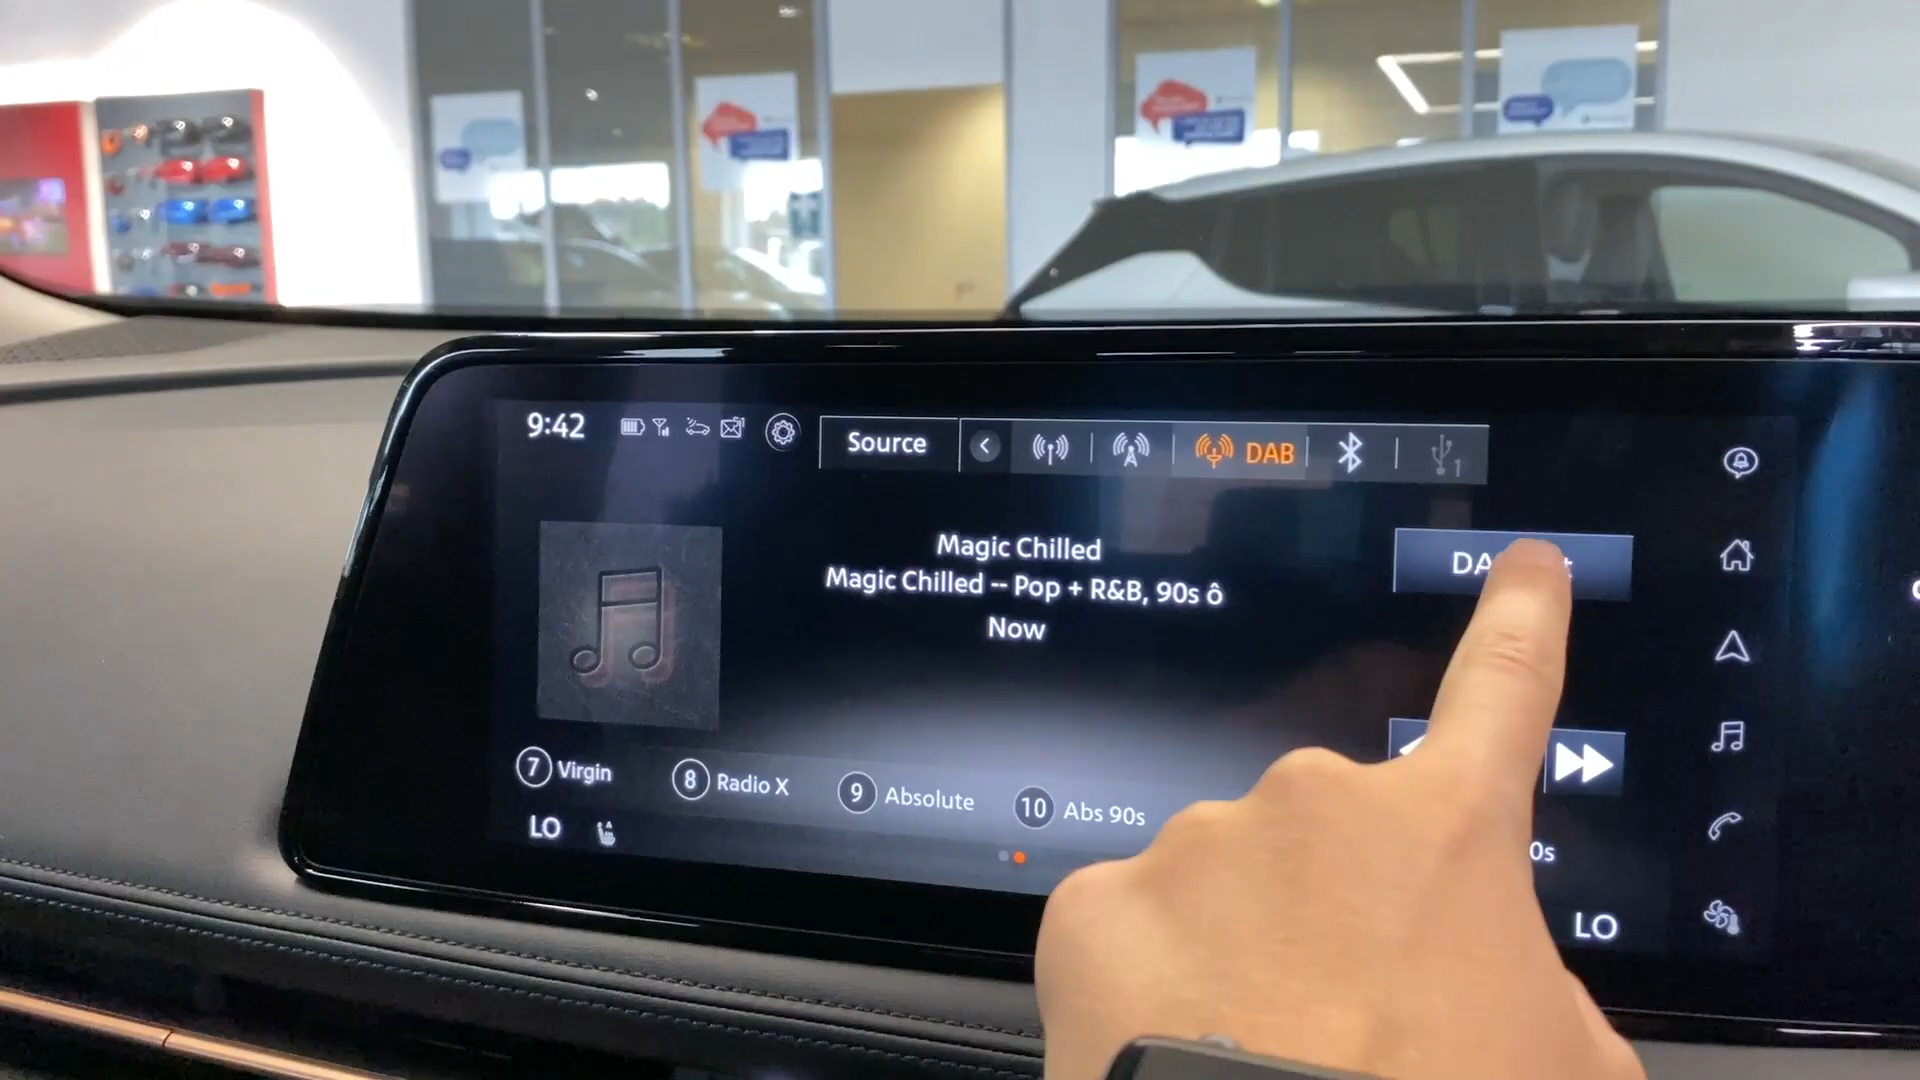 9:42
Source
DAB
1
Magic Chilled
Magic Chilled -- Pop + R&B, 90s ô
Now
7 Virgin
8 Radio X
9 Absolute
10 Abs 90s
0s
LO
LO